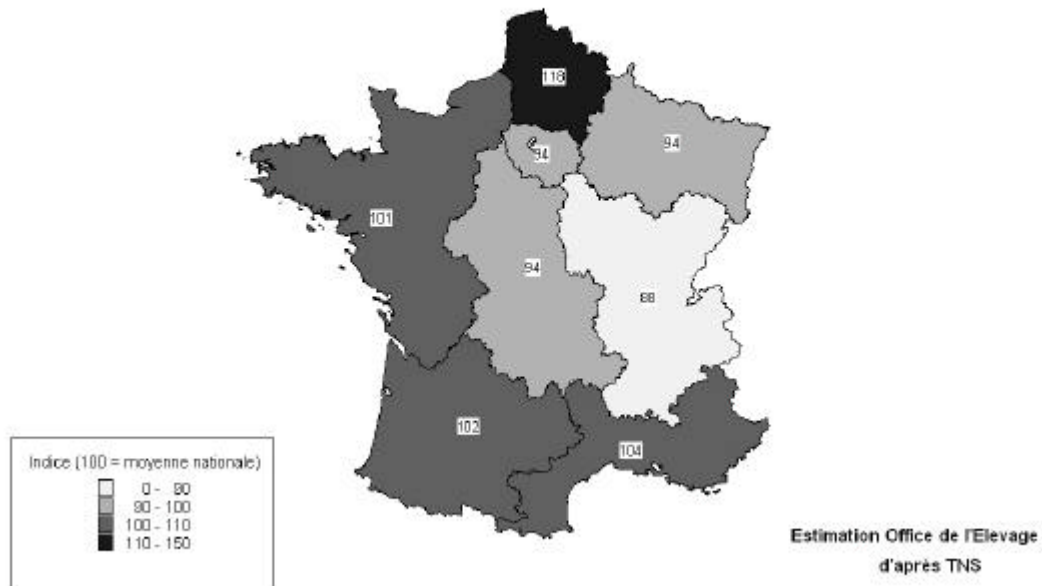 118
94
94
101
94
88
102
104
Indice (100 = moyenne nationale)
0 - 90
90 - 100
100 - 110
110 - 150
Estimation Office de l'Elevage
d'après TNS